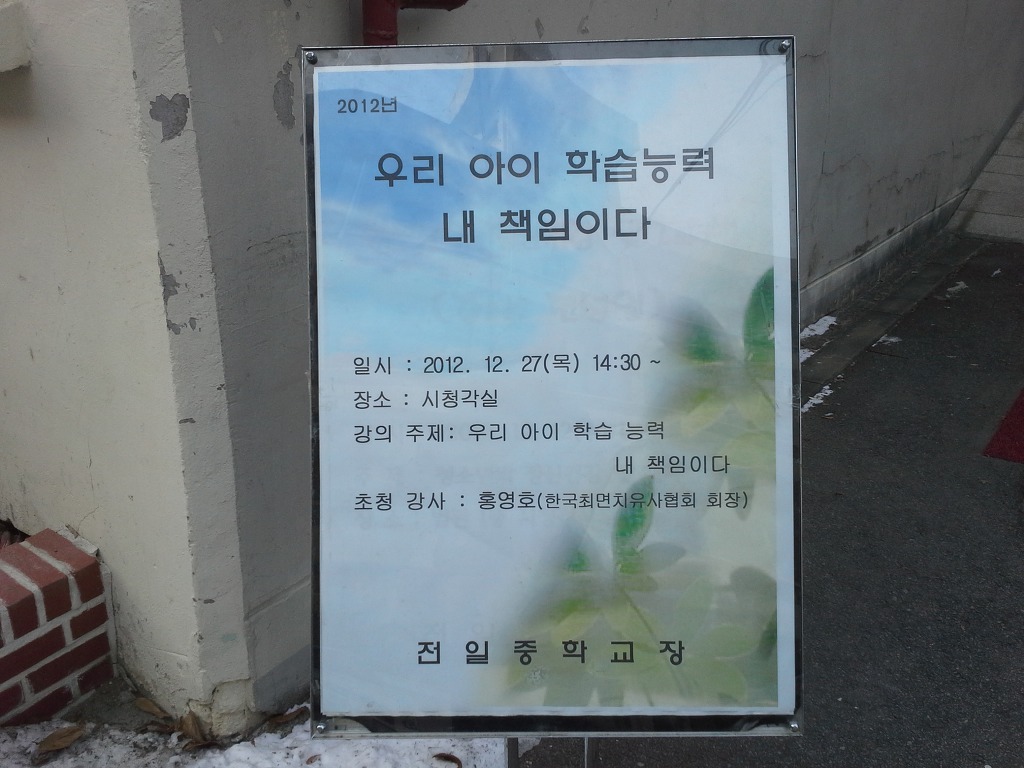 2012년
우리 아이 학습능력
내 책임이다
일시 : 2012. 12. 27(목) 14:30 ~
장소 : 시청각실
강의 주제: 우리 아이 학습 능력
내 책임이다
초청 강사 : 홍영호(한국최면치유사협회 회장)
전 일 중 학 교 장